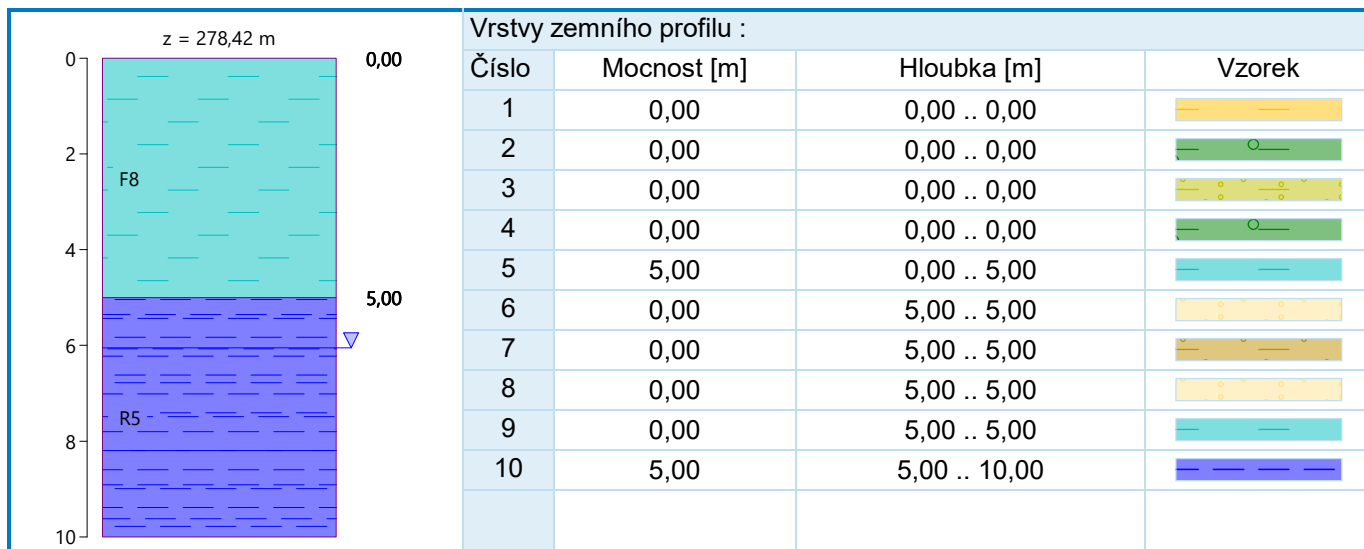 z = 278,42 m
0
0,00
2
F8
4
5,00
6
R5
8
10
Vrstvy zemního profilu :
Číslo Mocnost [m] Hloubka [m] Vzorek
1 0,00 0,00 .. 0,00
2 0,00 0,00 .. 0,00
3 0,00 0,00 .. 0,00
4 0,00 0,00 .. 0,00
5 5,00 0,00 .. 5,00
6 0,00 5,00 .. 5,00
7 0,00 5,00 .. 5,00
8 0,00 5,00 .. 5,00
9 0,00 5,00 .. 5,00
10 5,00 5,00 .. 10,00